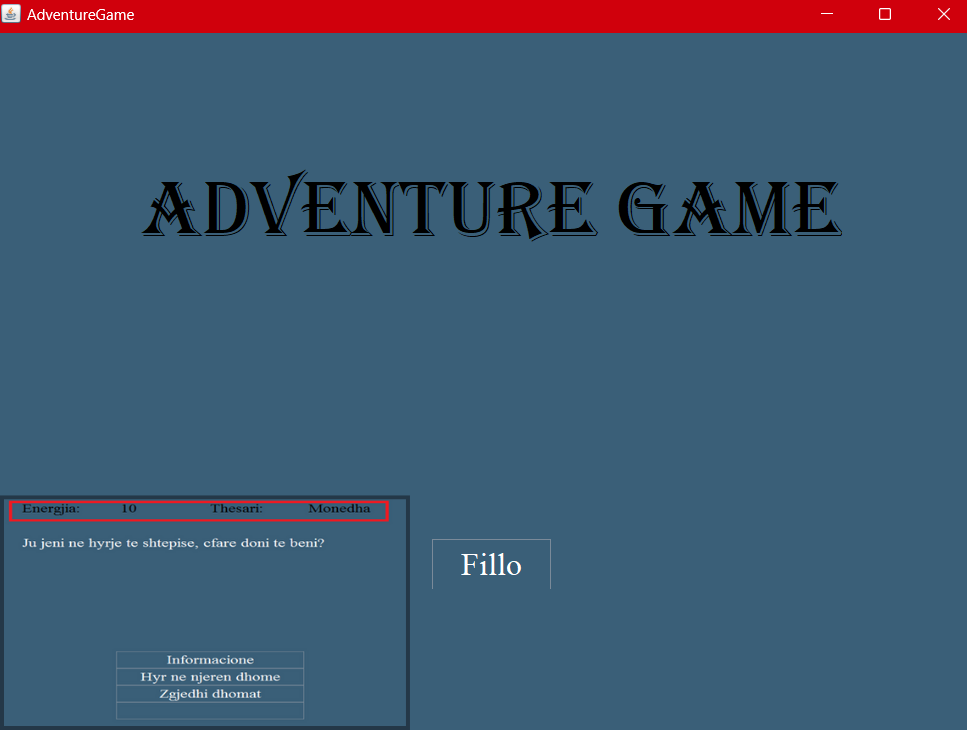 AdventureGame
ADVENTURE GAME
Energjia: 10 Thesari: Monedha
Ju jeni ne hyrje te shtepise, cfare doni te beni?
Fillo
Informacione
Hyr ne njeren dhome
Zgjedhi dhomat